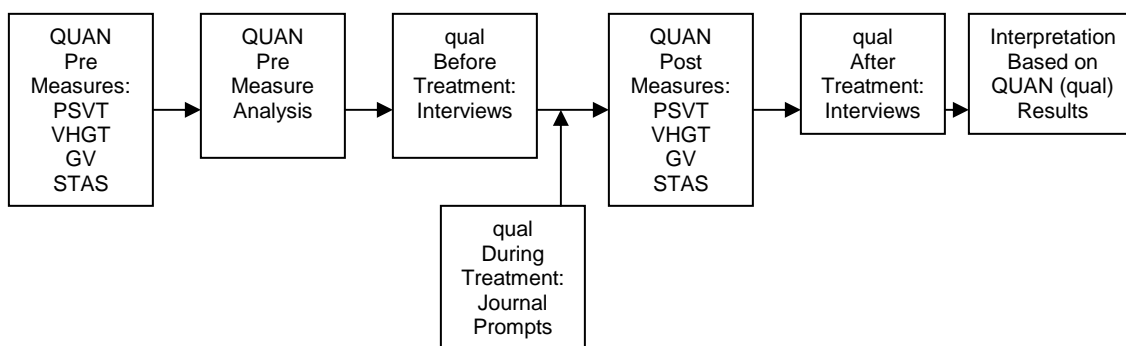 QUAN
Pre
Measures:
PSVT
VHGT
GV
STAS
QUAN
Pre
Measure
Analysis
qual
Before
Treatment:
Interviews
qual
During
Treatment:
Journal
Prompts
QUAN
Post
Measures:
PSVT
VHGT
GV
STAS
qual
After
Treatment:
Interviews
Interpretation
Based on
QUAN (qual)
Results